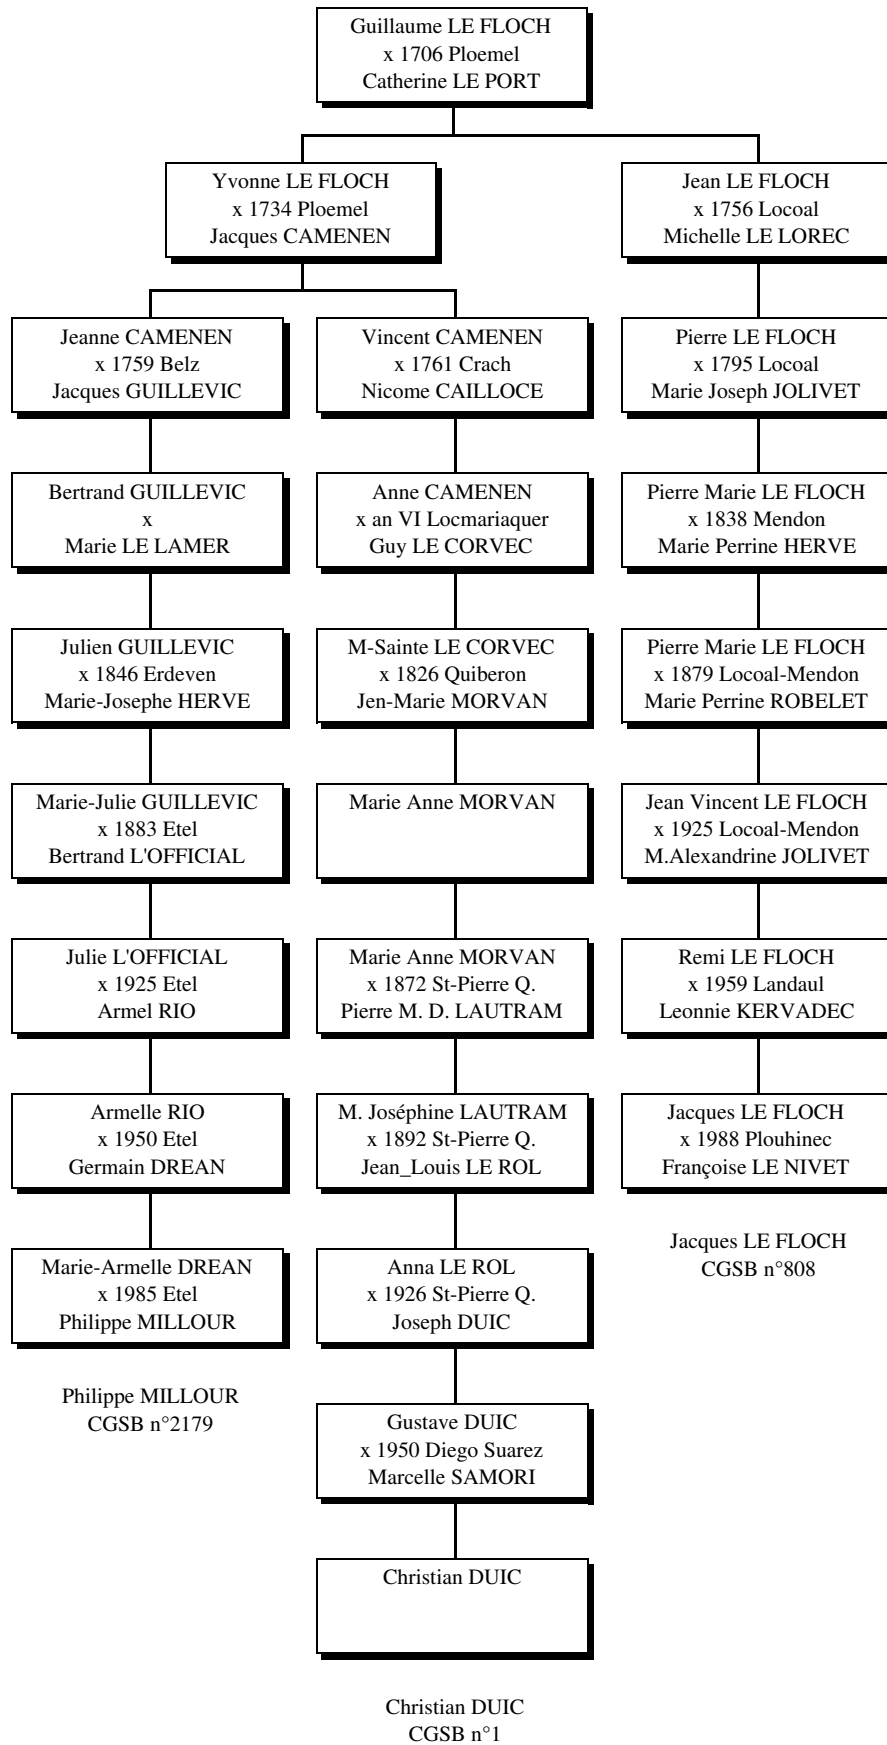 Guillaume LE FLOCH
x 1706 Ploemel
Catherine LE PORT
Yvonne LE FLOCH
x 1734 Ploemel
Jacques CAMENEN
Jean LE FLOCH
x 1756 Locoal
Michelle LE LOREC
Jeanne CAMENEN
x 1759 Belz
Jacques GUILLEVIC
Vincent CAMENEN
x 1761 Crach
Nicome CAILLOCE
Pierre LE FLOCH
x 1795 Locoal
Marie Joseph JOLIVET
Bertrand GUILLEVIC
x
Marie LE LAMER
Anne CAMENEN
x an VI Locmariaquer
Guy LE CORVEC
Pierre Marie LE FLOCH
x 1838 Mendon
Marie Perrine HERVE
Julien GUILLEVIC
x 1846 Erdeven
Marie-Josephe HERVE
M-Sainte LE CORVEC
x 1826 Quiberon
Jen-Marie MORVAN
Pierre Marie LE FLOCH
x 1879 Locoal-Mendon
Marie Perrine ROBELET
Marie-Julie GUILLEVIC
x 1883 Etel
Bertrand L'OFFICIAL
Marie Anne MORVAN
Jean Vincent LE FLOCH
x 1925 Locoal-Mendon
M.Alexandrine JOLIVET
Julie L'OFFICIAL
x 1925 Etel
Armel RIO
Marie Anne MORVAN
x 1872 St-Pierre Q.
Pierre M. D. LAUTRAM
Remi LE FLOCH
x 1959 Landaul
Leonnie KERVADEC
Armelle RIO
x 1950 Etel
Germain DREAN
M. Joséphine LAUTRAM
x 1892 St-Pierre Q.
Jean_Louis LE ROL
Jacques LE FLOCH
x 1988 Plouhinec
Françoise LE NIVET
Marie-Armelle DREAN
x 1985 Etel
Philippe MILLOUR
Anna LE ROL
x 1926 St-Pierre Q.
Joseph DUIC
Jacques LE FLOCH
CGSB n°808
Philippe MILLOUR
CGSB n°2179
Gustave DUIC
x 1950 Diego Suarez
Marcelle SAMORI
Christian DUIC
Christian DUIC
CGSB n°1